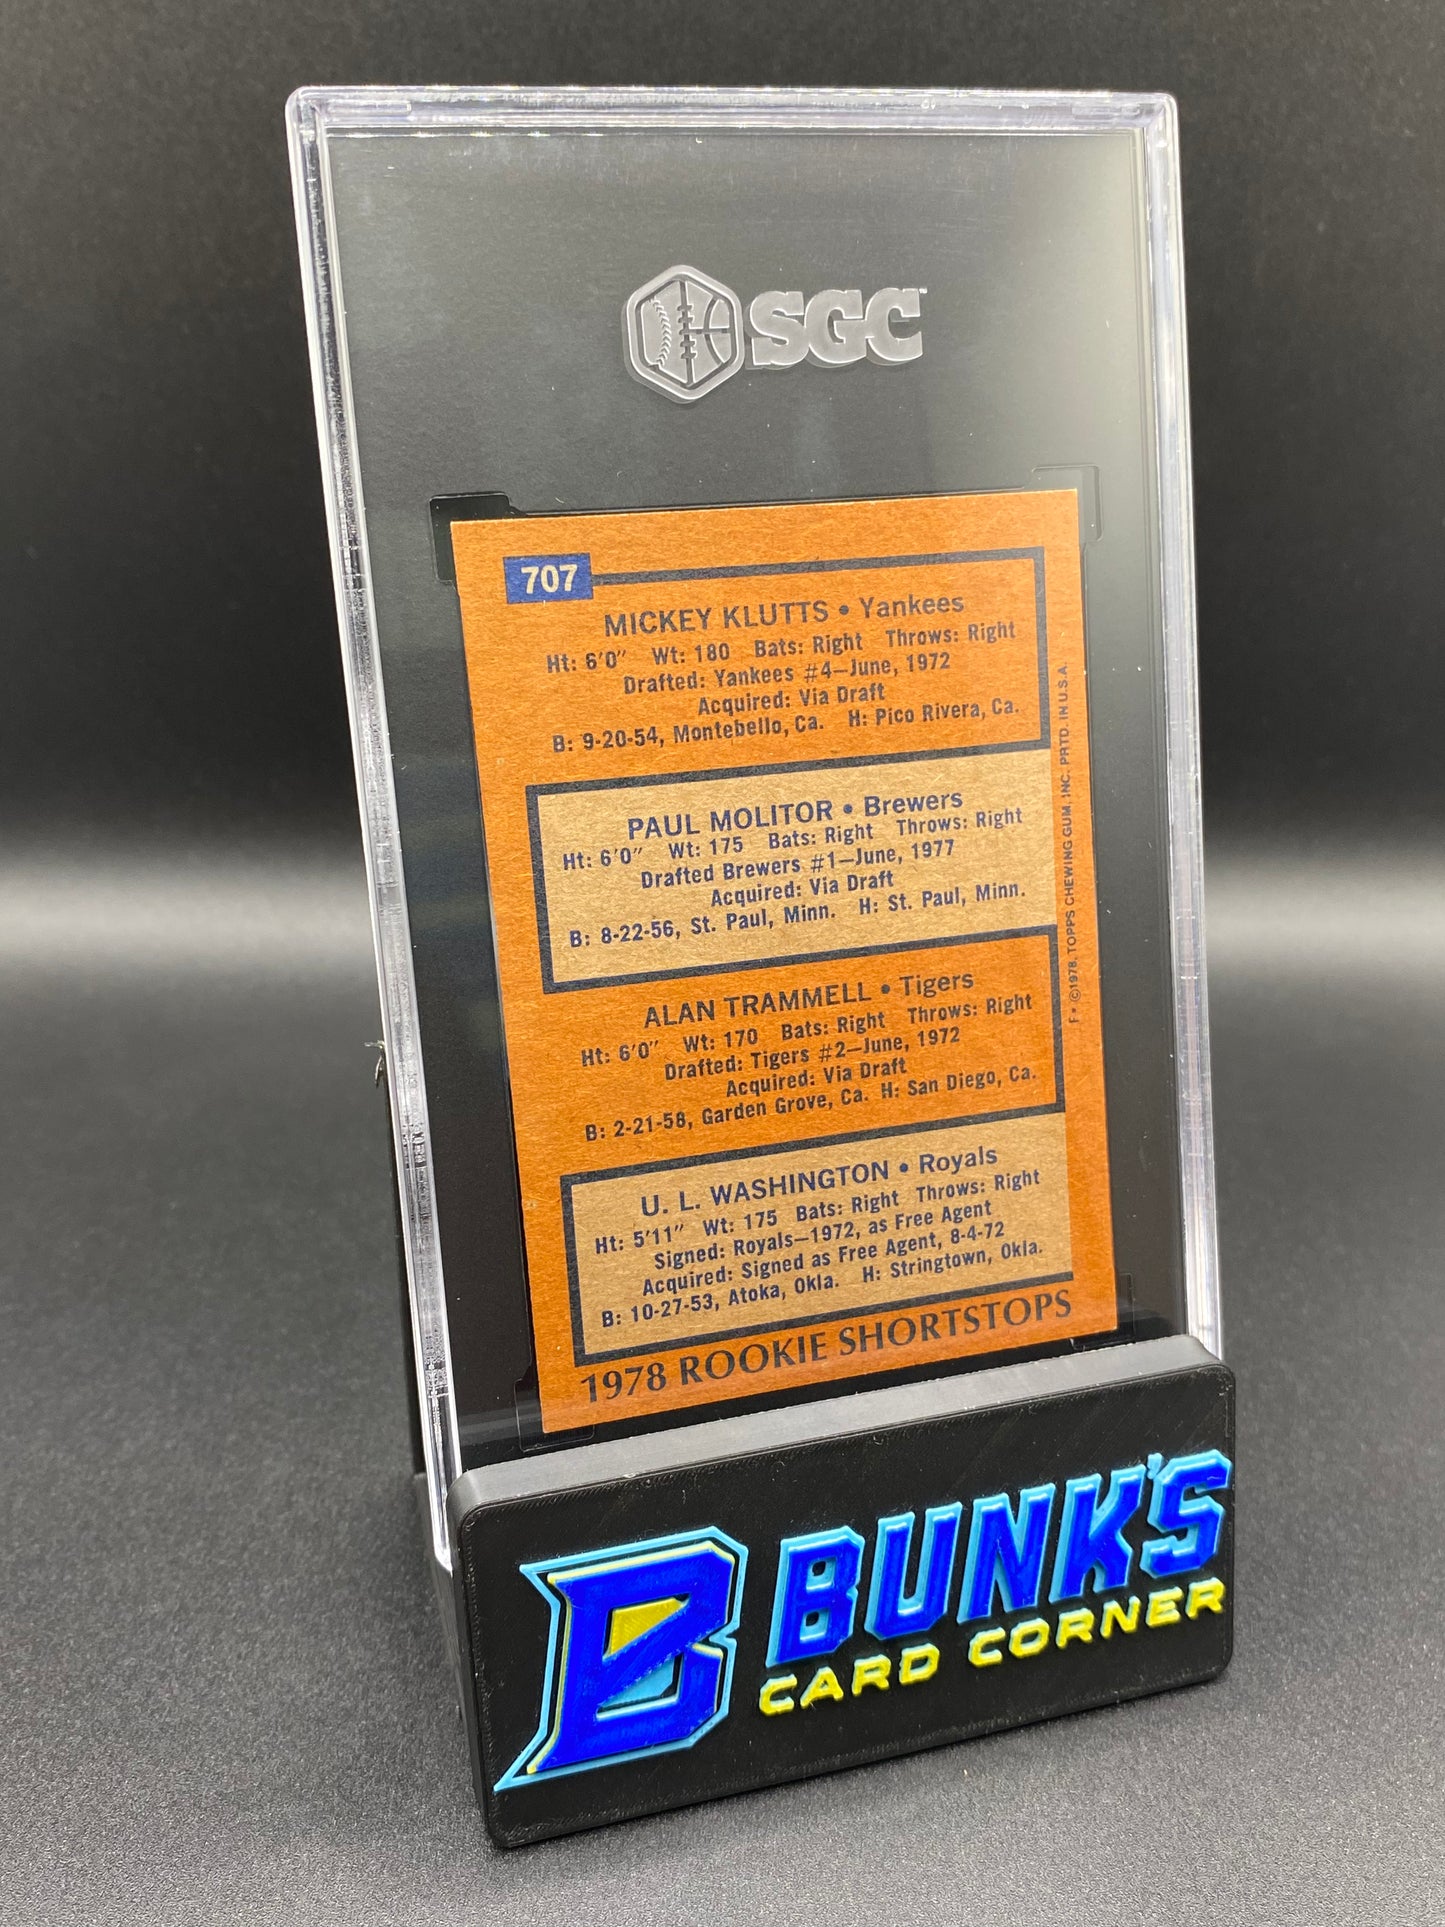 SGC
707
MICKEY KLUTTS • Yankees
Ht: 6'0" Wt: 180 Bats: Right Throws: Right
Drafted: Yankees #4—June, 1972
Acquired: Via Draft
B: 9-20-54, Montebello, Ca. H: Pico Rivera, Ca.
PAUL MOLITOR • Brewers
Ht: 6'0" Wt: 175 Bats: Right Throws: Right
Drafted Brewers #1—June, 1977
Acquired: Via Draft
B: 8-22-56, St. Paul, Minn. H: St. Paul, Minn.
ALAN TRAMMELL • Tigers
Ht: 6'0" Wt: 170 Bats: Right Throws: Right
Drafted: Tigers #2—June, 1972
Acquired: Via Draft
B: 2-21-58, Garden Grove, Ca. H: San Diego, Ca.
U. L. WASHINGTON • Royals
Ht: 5'11" Wt: 175 Bats: Right Throws: Right
Signed: Royals—1972, as Free Agent
Acquired: Signed as Free Agent, 8-4-72
B: 10-27-53, Atoka, Okla. H: Stringtown, Okla.
1978 ROOKIE SHORTSTOPS
F* ©1978, TOPPS CHEWING GUM, INC. PRTD. IN U.S.A.
B BUNK'S
CARD CORNER